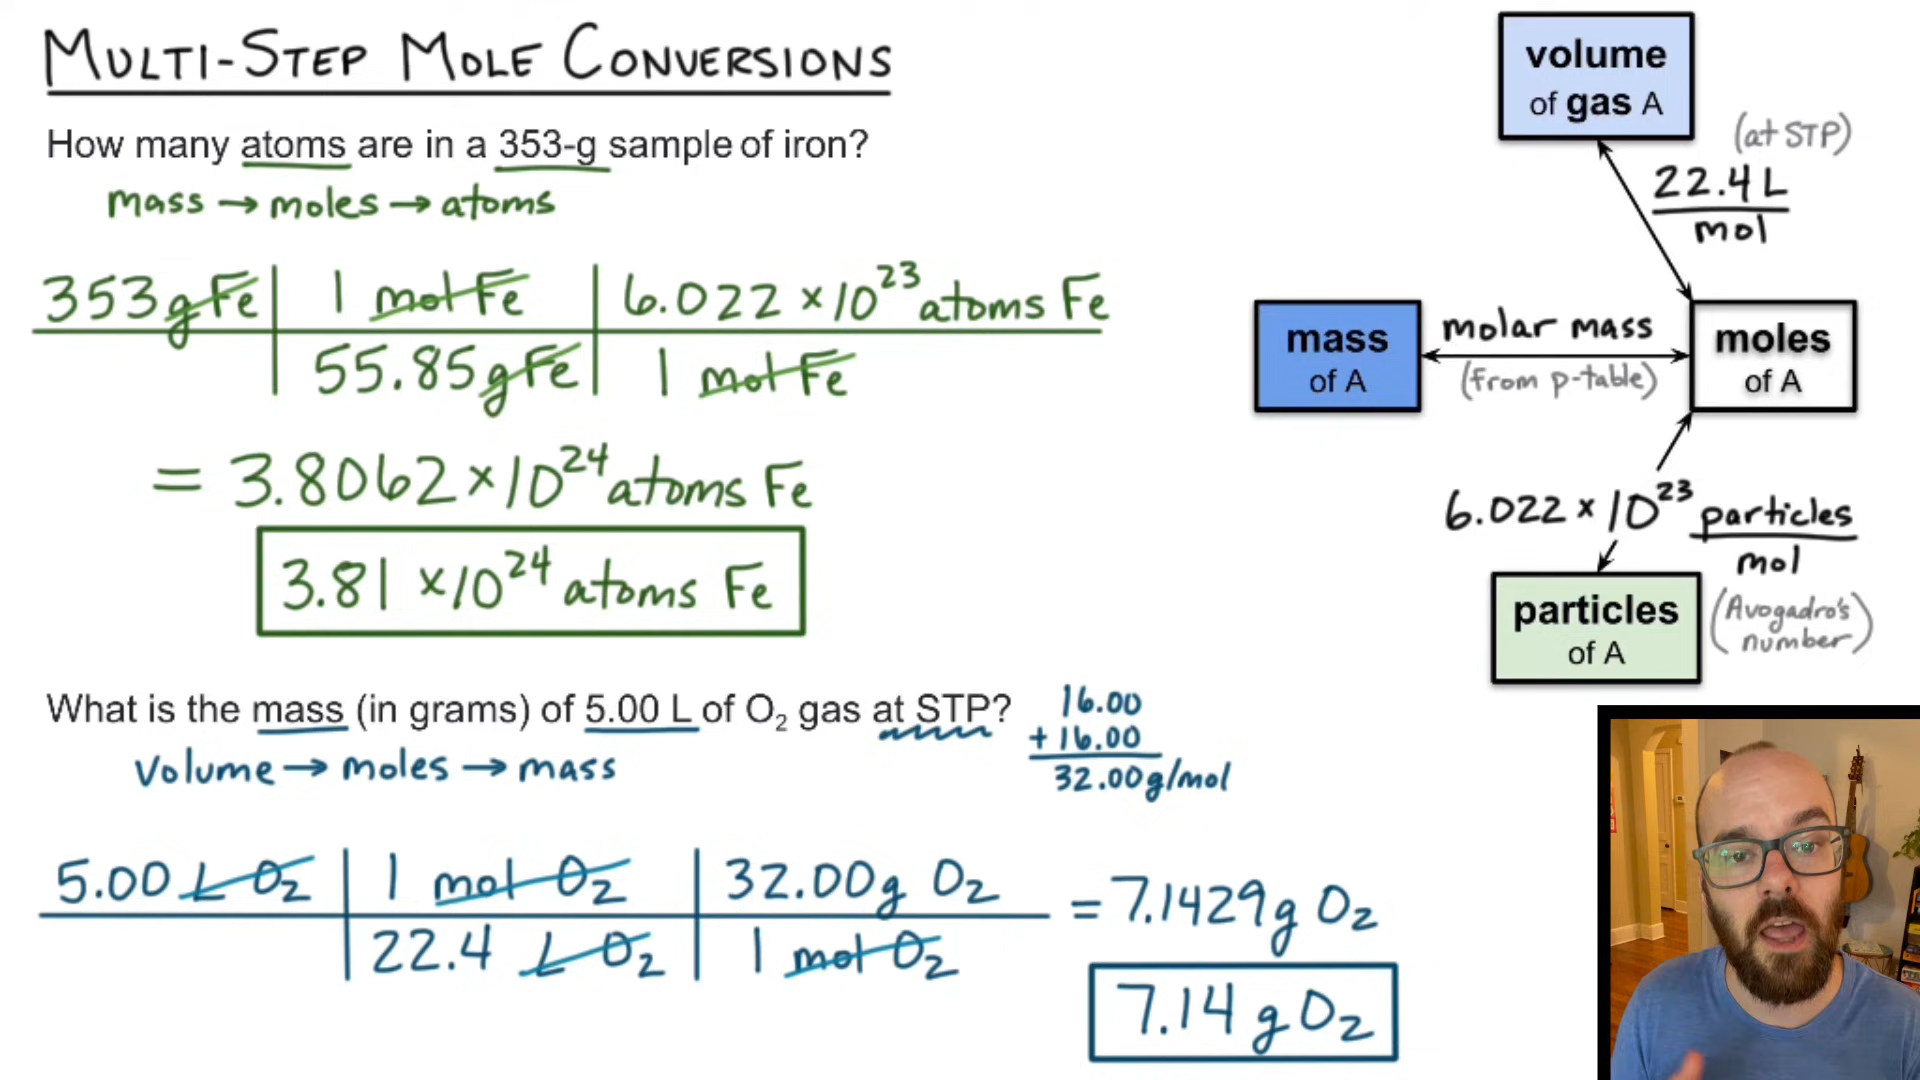 MULTI-STEP MOLE CONVERSIONS
How many atoms are in a 353-g sample of iron?
mass → moles → atoms
353 g Fe | 1 mol Fe | 6.022 × 10²³ atoms Fe
55.85 g Fe | 1 mol Fe
= 3.8062 × 10²⁴ atoms Fe
3.81 × 10²⁴ atoms Fe
What is the mass (in grams) of 5.00 L of O₂ gas at STP?
Volume → moles → mass
16.00
+ 16.00
32.00 g/mol
5.00 L O₂ | 1 mol O₂ | 32.00 g O₂ = 7.1429 g O₂
22.4 L O₂ | 1 mol O₂
7.14 g O₂
volume
of gas A
(at STP)
22.4 L
mol
mass
of A
molar mass
(from p-table)
moles
of A
6.022 × 10²³ particles
mol
particles
of A
(Avogadro's
number)